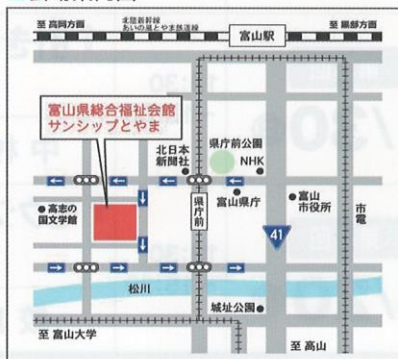 北陸新幹線
あいの風とやま鉄道線
至 高岡方面
富山駅
至 黒部方面
富山県総合福祉会館
サンシップとやま
北日本
新聞社
県庁前公園
NHK
高志の
国文学館
県庁前
富山県庁
富山
市役所
市電
41
松川
城址公園
至 富山大学
至 高山